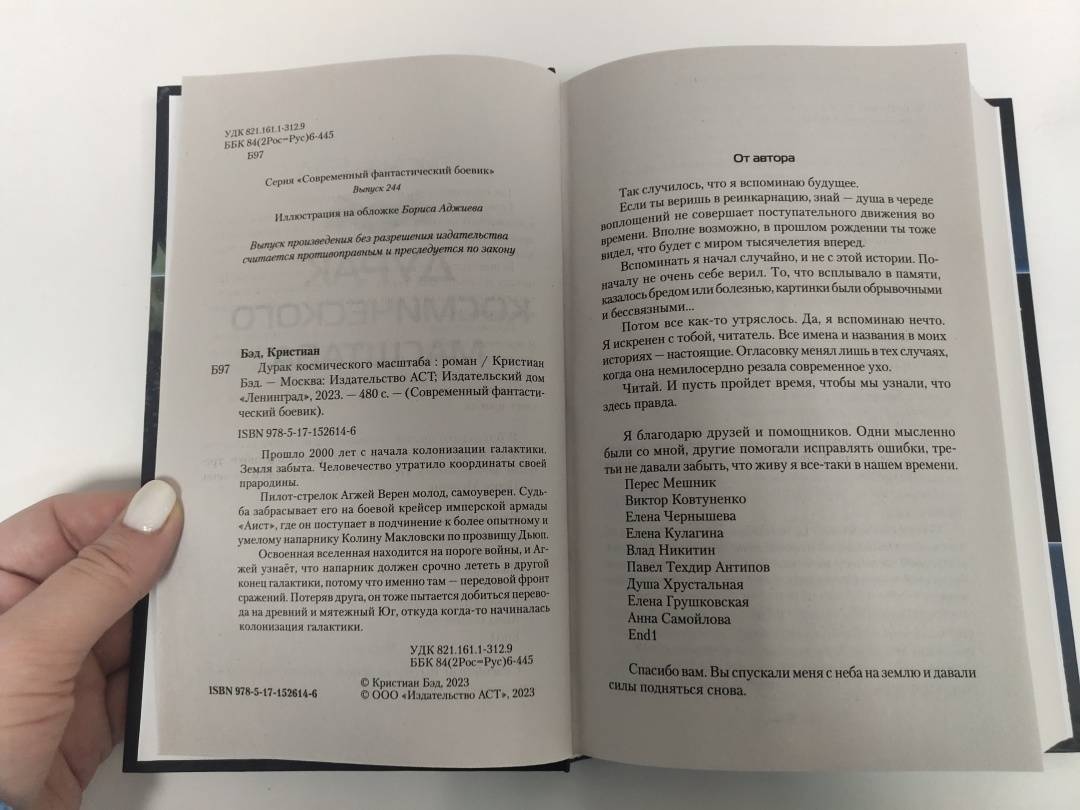 УДК 821.161.1-312.9
ББК 84(2Рос=Рус)6-445
Б97
Серия «Современный фантастический боевик»
Выпуск 244
Иллюстрация на обложке Бориса Аджиева
Выпуск произведения без разрешения издательства
считается противоправным и преследуется по закону
Бэд, Кристиан
Б97 Дурак космического масштаба : роман / Кристиан
Бэд. — Москва: Издательство АСТ; Издательский дом
«Ленинград», 2023. — 480 с. — (Современный фантасти-
ческий боевик).
ISBN 978-5-17-152614-6
Прошло 2000 лет с начала колонизации галактики.
Земля забыта. Человечество утратило координаты своей
прародины.
Пилот-стрелок Агжей Верен молод, самоуверен. Судь-
ба забрасывает его на боевой крейсер имперской армады
«Аист», где он поступает в подчинение к более опытному и
умелому напарнику Колину Макловски по прозвищу Дьюп.
Освоенная вселенная находится на пороге войны, и Аг-
жей узнаёт, что напарник должен срочно лететь в другой
конец галактики, потому что именно там — передовой фронт
сражений. Потеряв друга, он тоже пытается добиться перево-
да на древний и мятежный Юг, откуда когда-то начиналась
колонизация галактики.
УДК 821.161.1-312.9
ББК 84(2Рос=Рус)6-445
© Кристиан Бэд, 2023
ISBN 978-5-17-152614-6 © ООО «Издательство АСТ», 2023
От автора
Так случилось, что я вспоминаю будущее.
Если ты веришь в реинкарнацию, знай — душа в череде
воплощений не совершает поступательного движения во
времени. Вполне возможно, в прошлом рождении ты тоже
видел, что будет с миром тысячелетия вперед.
Вспоминать я начал случайно, и не с этой истории. По-
началу не очень себе верил. То, что всплывало в памяти,
казалось бредом или болезнью, картинки были обрывочными
и бессвязными...
Потом все как-то утряслось. Да, я вспоминаю нечто.
Я искренен с тобой, читатель. Все имена и названия в моих
историях — настоящие. Огласовку менял лишь в тех случаях,
когда она немилосердно резала современное ухо.
Читай. И пусть пройдет время, чтобы мы узнали, что
здесь правда.
Я благодарю друзей и помощников. Одни мысленно
были со мной, другие помогали исправлять ошибки, тре-
тьи не давали забыть, что живу я все-таки в нашем времени.
Перес Мешник
Виктор Ковтуненко
Елена Чернышева
Елена Кулагина
Влад Никитин
Павел Техдир Антипов
Душа Хрустальная
Елена Грушковская
Анна Самойлова
End1
Спасибо вам. Вы спускали меня с неба на землю и давали
силы подняться снова.